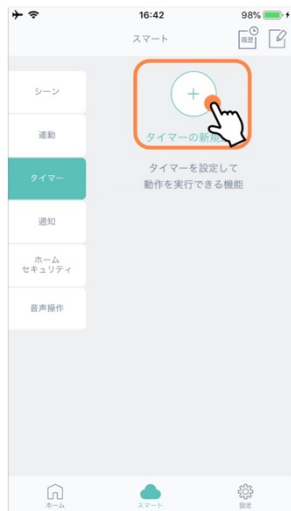 16:42
98%
スマート
履歴
シーン
連動
タイマー
通知
ホーム
セキュリティ
音声操作
タイマーの新規
タイマーを設定して
動作を実行できる機能
ホーム
スマート
設定